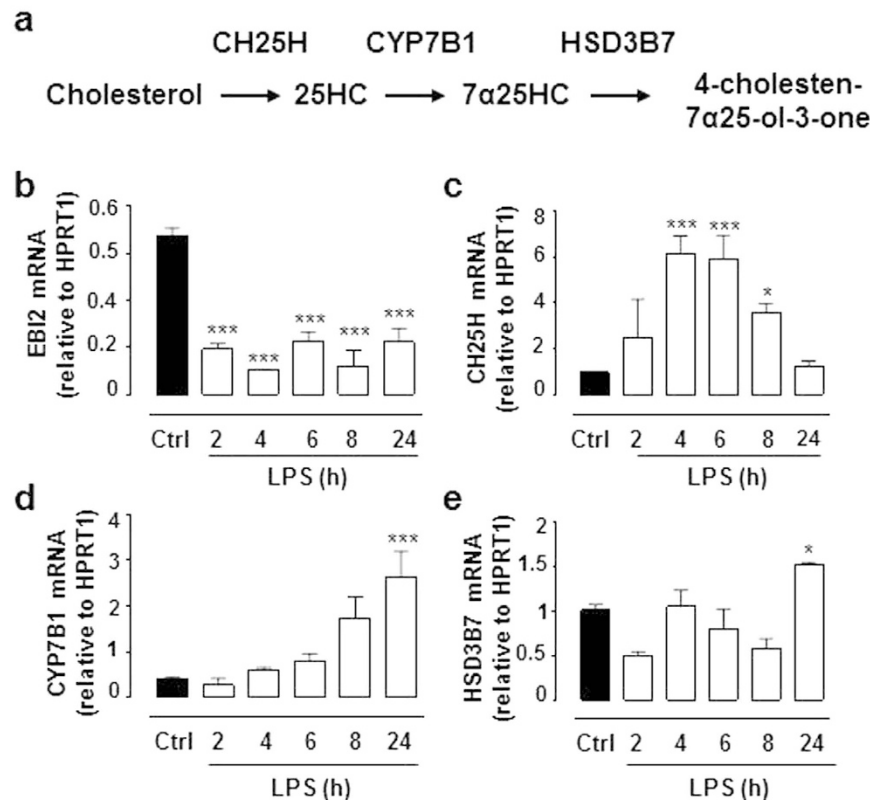 a
CH25H CYP7B1 HSD3B7
Cholesterol → 25HC → 7α25HC → 4-cholesten-
7α25-ol-3-one
b
EBI2 mRNA
(relative to HPRT1)
0.6
0.5
0.4
0.2
0
*** *** *** *** ***
Ctrl 2 4 6 8 24
LPS (h)
c
CH25H mRNA
(relative to HPRT1)
8
6
4
2
0
*** *** *
Ctrl 2 4 6 8 24
LPS (h)
d
CYP7B1 mRNA
(relative to HPRT1)
4
3
2
1
0
***
Ctrl 2 4 6 8 24
LPS (h)
e
HSD3B7 mRNA
(relative to HPRT1)
2
1.5
1
0.5
0
*
Ctrl 2 4 6 8 24
LPS (h)